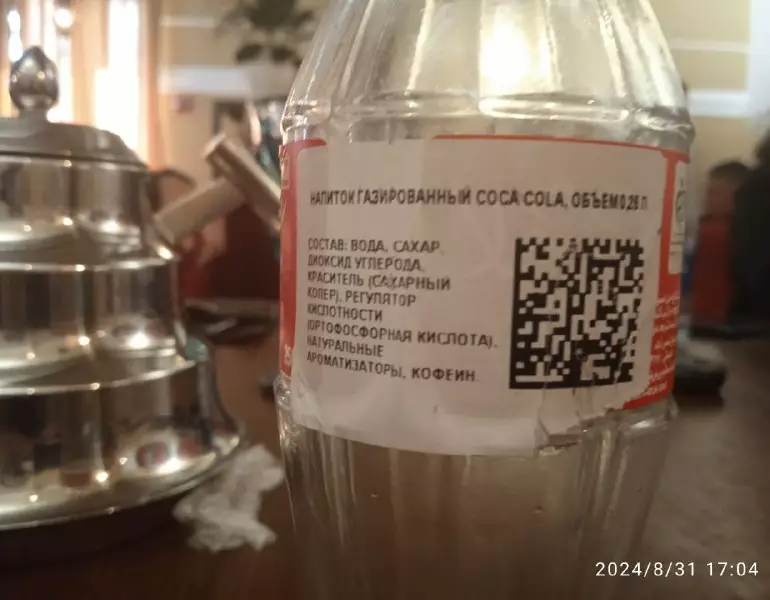 НАПИТОК ГАЗИРОВАННЫЙ COCA COLA, ОБЪЕМ 0,25 Л
СОСТАВ: ВОДА, САХАР,
ДИОКСИД УГЛЕРОДА,
КРАСИТЕЛЬ (САХАРНЫЙ
КОЛЕР), РЕГУЛЯТОР
КИСЛОТНОСТИ
(ОРТОФОСФОРНАЯ КИСЛОТА),
НАТУРАЛЬНЫЕ
АРОМАТИЗАТОРЫ, КОФЕИН
2024/8/31 17:04